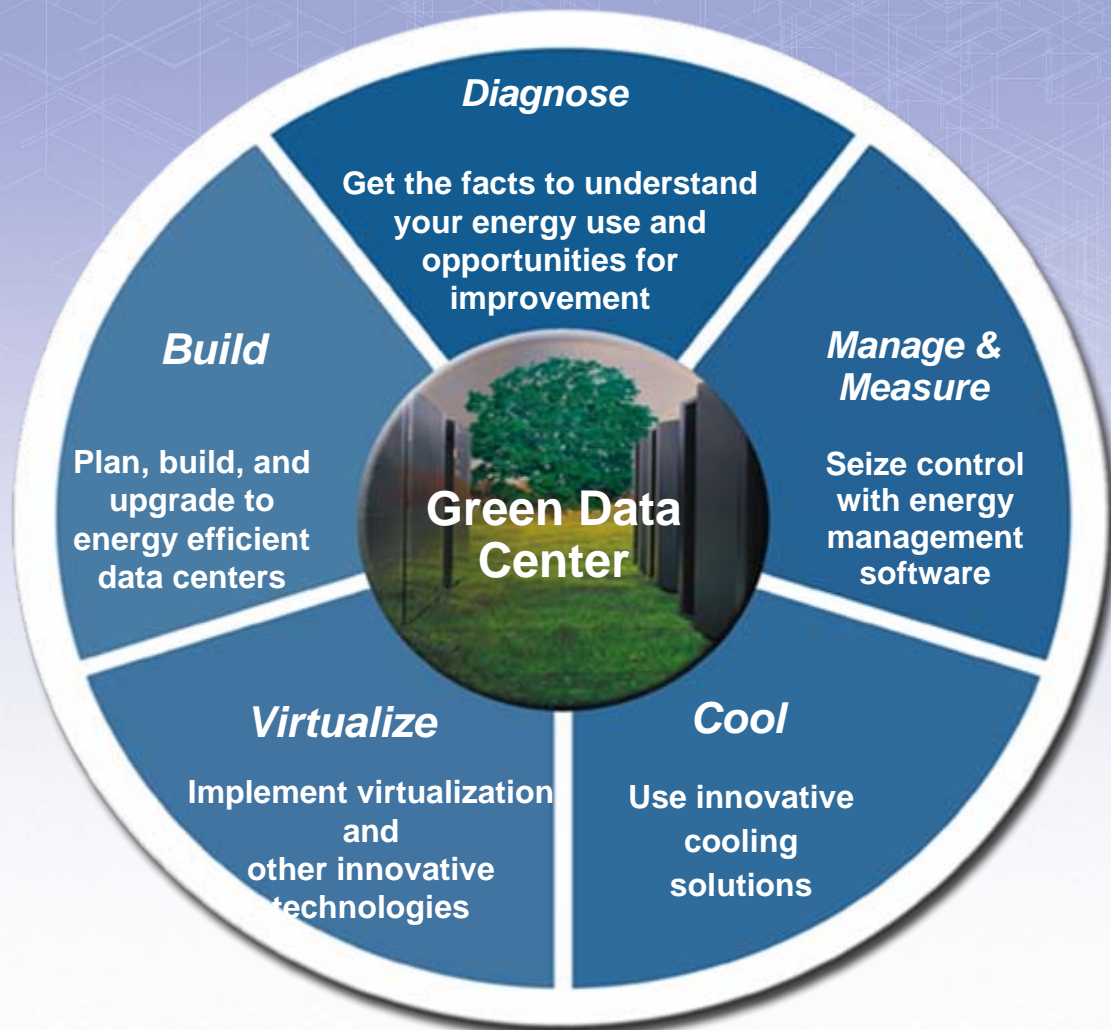 Diagnose
Get the facts to understand
your energy use and
opportunities for
improvement
Build
Plan, build, and
upgrade to
energy efficient
data centers
Manage &
Measure
Seize control
with energy
management
software
Green Data
Center
Virtualize
Implement virtualization
and
other innovative
technologies
Cool
Use innovative
cooling
solutions